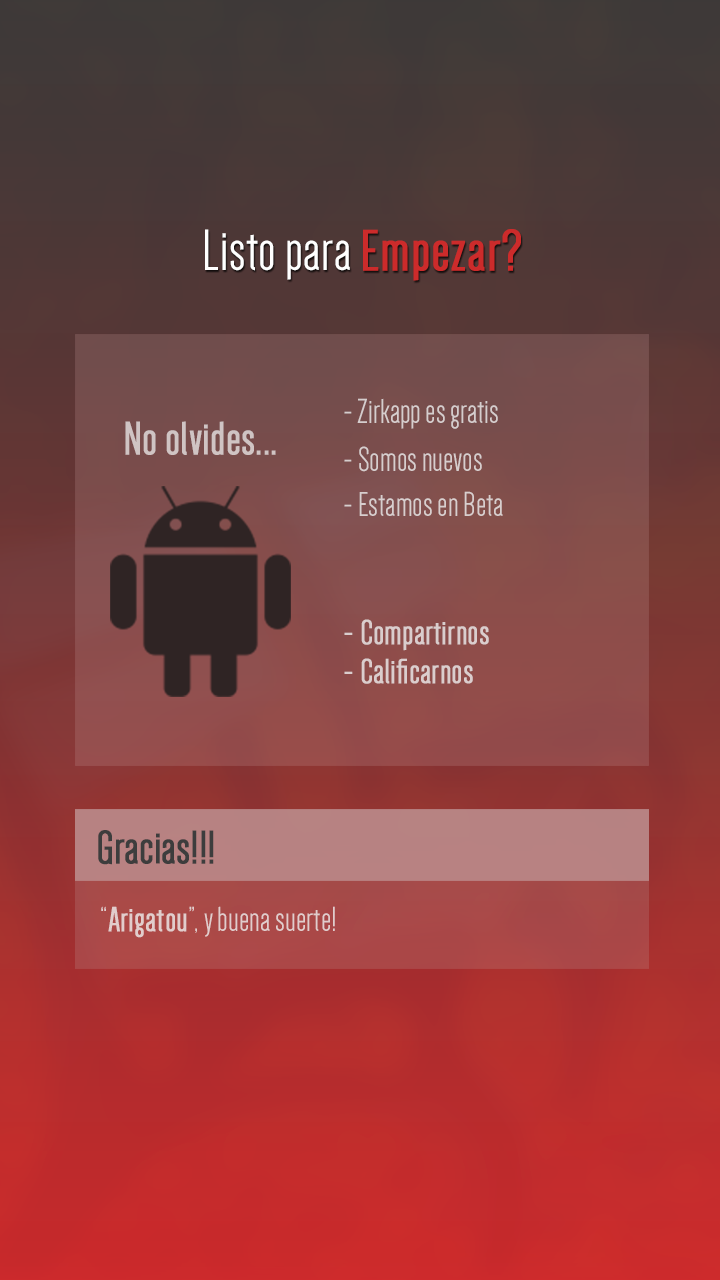 Listo para Empezar?
No olvides...
- Zirkapp es gratis
- Somos nuevos
- Estamos en Beta
- Compartirnos
- Calificarnos
Gracias!!!
“Arigatou”, y buena suerte!